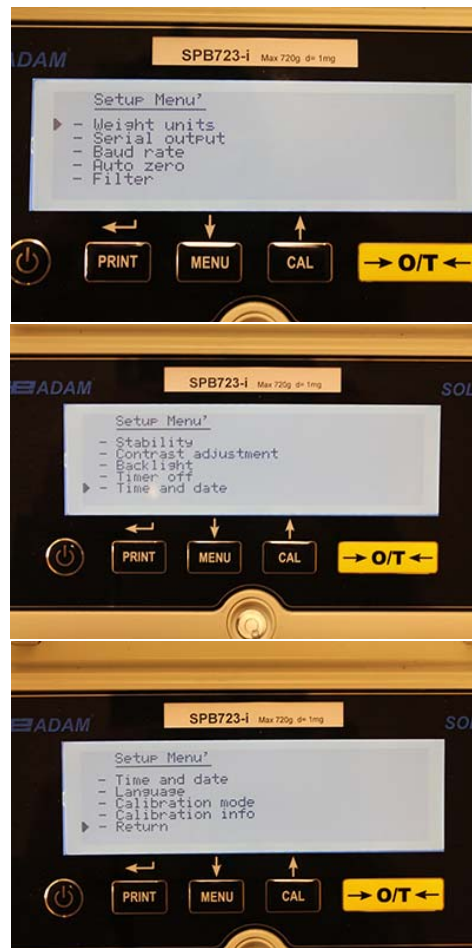 ADAM
SPB723-i Max 720g d= 1mg
Setup Menu'
- Weight units
- Serial output
- Baud rate
- Auto zero
- Filter
PRINT MENU CAL → O/T ←
ADAM SPB723-i Max 720g d= 1mg SOL
Setup Menu'
- Stability
- Contrast adjustment
- Backlight
- Timer off
- Time and date
PRINT MENU CAL → O/T ←
ADAM SPB723-i Max 720g d= 1mg SO
Setup Menu'
- Time and date
- Language
- Calibration mode
- Calibration info
- Return
PRINT MENU CAL → O/T ←